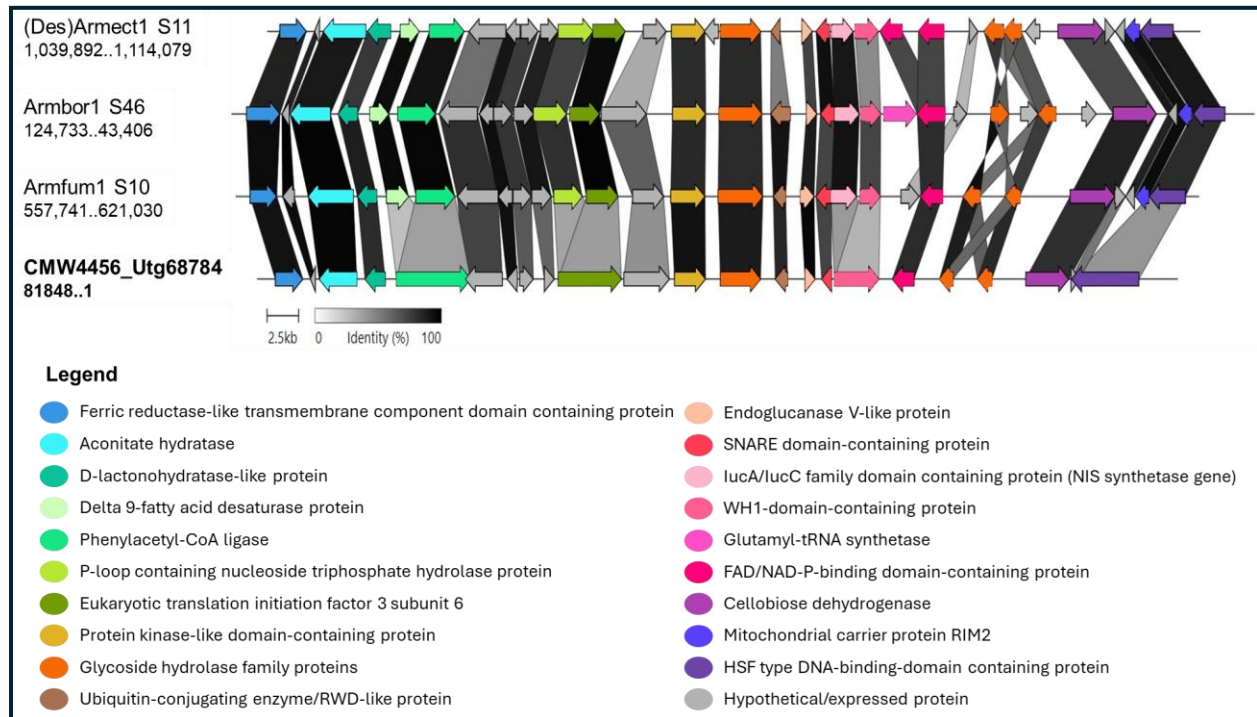 (Des)Armect1 S11
1,039,892..1,114,079
Armbor1 S46
124,733..43,406
Armfum1 S10
557,741..621,030
CMW4456_Utg68784
81848..1
2.5kb 0 Identity (%) 100
Legend
Ferric reductase-like transmembrane component domain containing protein
Aconitate hydratase
D-lactonohydratase-like protein
Delta 9-fatty acid desaturase protein
Phenylacetyl-CoA ligase
P-loop containing nucleoside triphosphate hydrolase protein
Eukaryotic translation initiation factor 3 subunit 6
Protein kinase-like domain-containing protein
Glycoside hydrolase family proteins
Ubiquitin-conjugating enzyme/RWD-like protein
Endoglucanase V-like protein
SNARE domain-containing protein
IucA/IucC family domain containing protein (NIS synthetase gene)
WH1-domain-containing protein
Glutamyl-tRNA synthetase
FAD/NAD-P-binding domain-containing protein
Cellobiose dehydrogenase
Mitochondrial carrier protein RIM2
HSF type DNA-binding-domain containing protein
Hypothetical/expressed protein